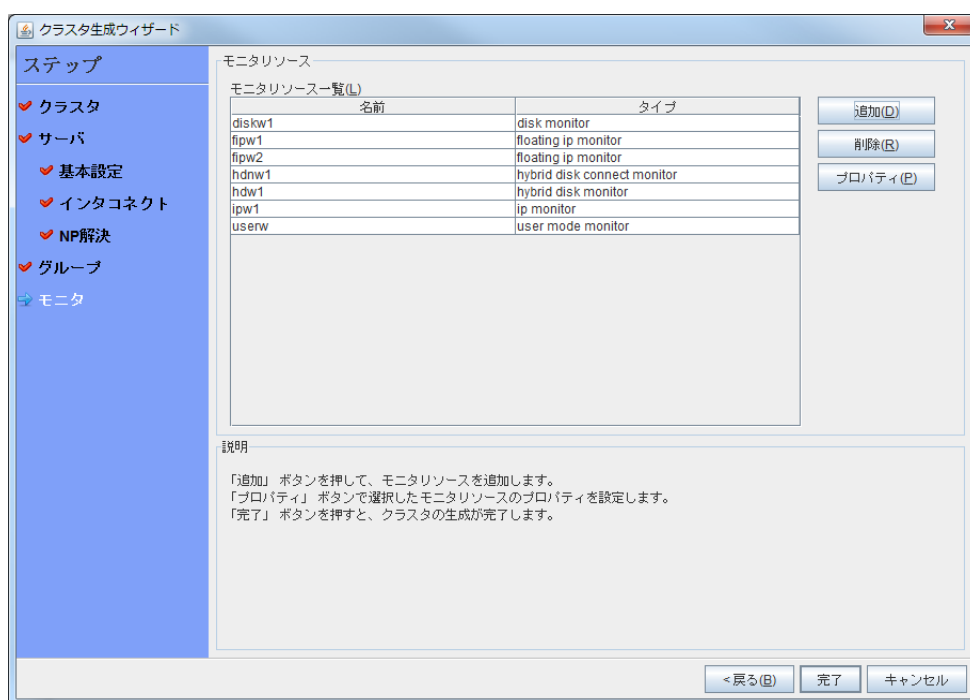 クラスタ生成ウィザード
ステップ
クラスタ
サーバ
基本設定
インタコネクト
NP解決
グループ
モニタ
モニタリソース
モニタリソース一覧(L)
名前 タイプ
diskw1 disk monitor
fipw1 floating ip monitor
fipw2 floating ip monitor
hdnw1 hybrid disk connect monitor
hdw1 hybrid disk monitor
ipw1 ip monitor
userw user mode monitor
追加(D)
削除(R)
プロパティ(P)
説明
「追加」 ボタンを押して、モニタリソースを追加します。
「プロパティ」 ボタンで選択したモニタリソースのプロパティを設定します。
「完了」 ボタンを押すと、クラスタの生成が完了します。
<戻る(B) 完了 キャンセル